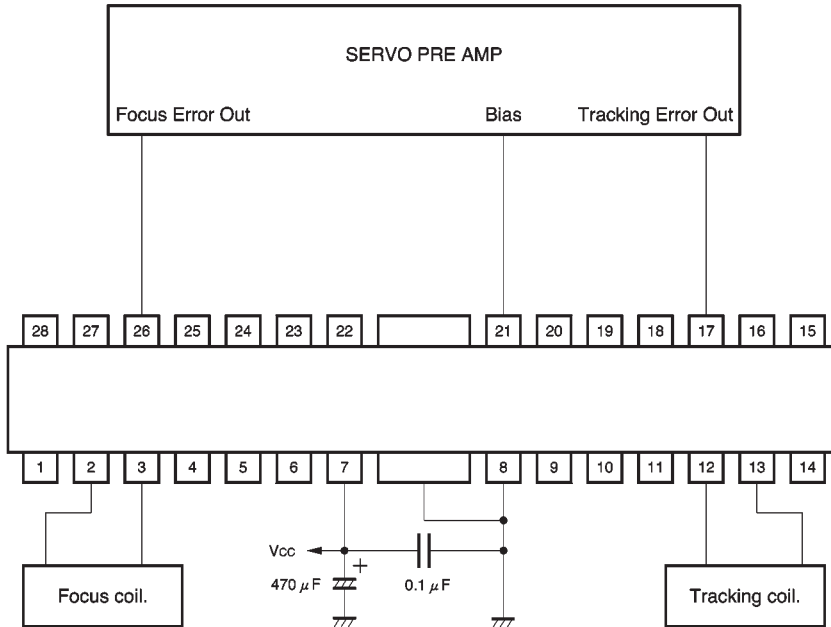 SERVO PRE AMP
Focus Error Out Bias Tracking Error Out
28 27 26 25 24 23 22 21 20 19 18 17 16 15
1 2 3 4 5 6 7 8 9 10 11 12 13 14
Vcc +
470 μF 0.1 μF
Focus coil. Tracking coil.